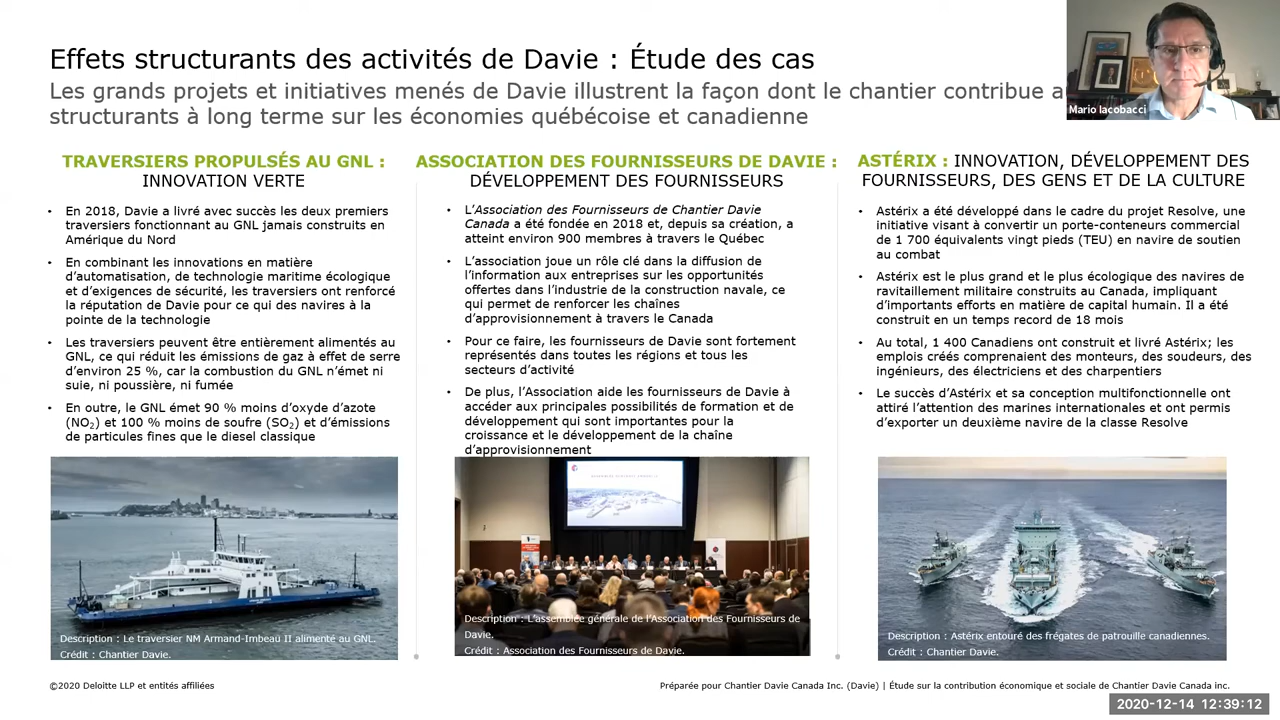 Effets structurants des activités de Davie : Étude des cas
Les grands projets et initiatives menés de Davie illustrent la façon dont le chantier contribue a
structurants à long terme sur les économies québécoise et canadienne
Mario Iacobacci
TRAVERSIERS PROPULSÉS AU GNL :
INNOVATION VERTE
• En 2018, Davie a livré avec succès les deux premiers
traversiers fonctionnant au GNL jamais construits en
Amérique du Nord
• En combinant les innovations en matière
d’automatisation, de technologie maritime écologique
et d’exigences de sécurité, les traversiers ont renforcé
la réputation de Davie pour ce qui des navires à la
pointe de la technologie
• Les traversiers peuvent être entièrement alimentés au
GNL, ce qui réduit les émissions de gaz à effet de serre
d’environ 25 %, car la combustion du GNL n’émet ni
suie, ni poussière, ni fumée
• En outre, le GNL émet 90 % moins d’oxyde d’azote
(NO₂) et 100 % moins de soufre (SO₂) et d’émissions
de particules fines que le diesel classique
Description : Le traversier NM Armand-Imbeau II alimenté au GNL.
Crédit : Chantier Davie.
ASSOCIATION DES FOURNISSEURS DE DAVIE :
DÉVELOPPEMENT DES FOURNISSEURS
• L’Association des Fournisseurs de Chantier Davie
Canada a été fondée en 2018 et, depuis sa création, a
atteint environ 900 membres à travers le Québec
• L’association joue un rôle clé dans la diffusion de
l’information aux entreprises sur les opportunités
offertes dans l’industrie de la construction navale, ce
qui permet de renforcer les chaînes
d’approvisionnement à travers le Canada
• Pour ce faire, les fournisseurs de Davie sont fortement
représentés dans toutes les régions et tous les
secteurs d’activité
• De plus, l’Association aide les fournisseurs de Davie à
accéder aux principales possibilités de formation et de
développement qui sont importantes pour la
croissance et le développement de la chaîne
d’approvisionnement
Description : L’assemblée générale de l’Association des Fournisseurs de
Davie.
Crédit : Association des Fournisseurs de Davie.
ASTÉRIX : INNOVATION, DÉVELOPPEMENT DES
FOURNISSEURS, DES GENS ET DE LA CULTURE
• Astérix a été développé dans le cadre du projet Resolve, une
initiative visant à convertir un porte-conteneurs commercial
de 1 700 équivalents vingt pieds (TEU) en navire de soutien
au combat
• Astérix est le plus grand et le plus écologique des navires de
ravitaillement militaire construits au Canada, impliquant
d’importants efforts en matière de capital humain. Il a été
construit en un temps record de 18 mois
• Au total, 1 400 Canadiens ont construit et livré Astérix; les
emplois créés comprenaient des monteurs, des soudeurs, des
ingénieurs, des électriciens et des charpentiers
• Le succès d’Astérix et sa conception multifonctionnelle ont
attiré l’attention des marines internationales et ont permis
d’exporter un deuxième navire de la classe Resolve
Description : Astérix entouré des frégates de patrouille canadiennes.
Crédit : Chantier Davie.
©2020 Deloitte LLP et entités affiliées
Préparée pour Chantier Davie Canada Inc. (Davie) | Étude sur la contribution économique et sociale de Chantier Davie Canada inc.
2020-12-14 12:39:12